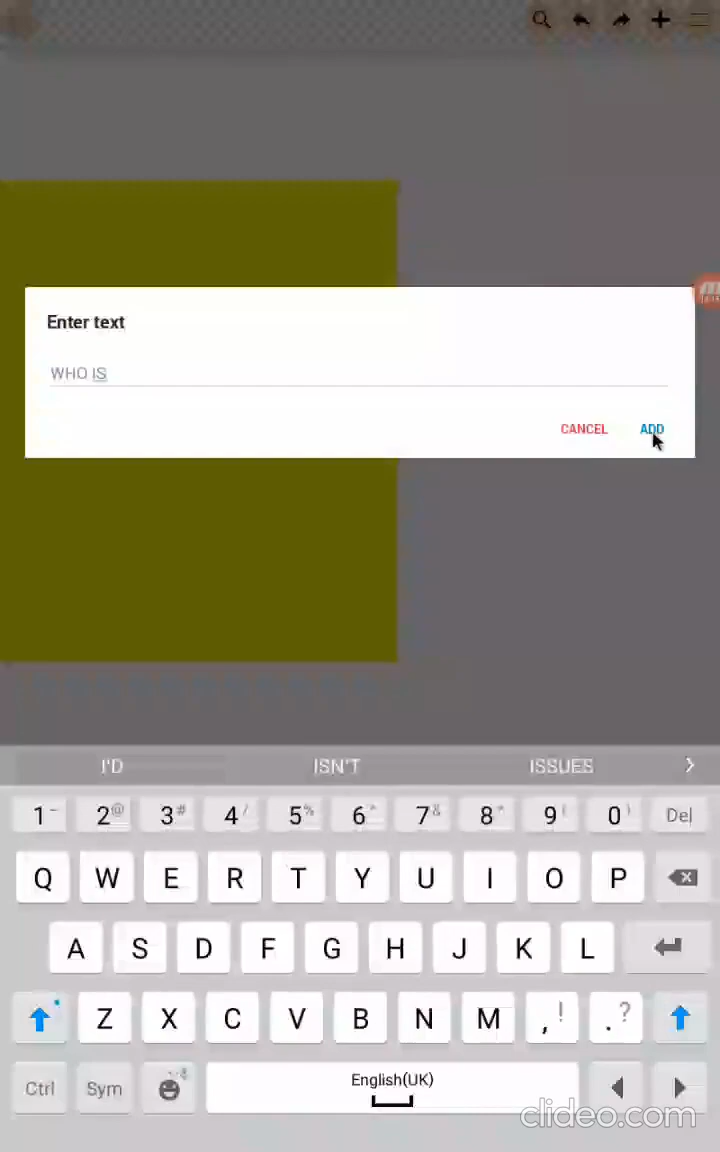 Enter text
WHO IS
CANCEL ADD
I'D ISN'T ISSUES
1 - 2 @ 3 # 4 / 5 % 6 ^ 7 & 8 * 9 ( 0 ) Del
Q W E R T Y U I O P
A S D F G H J K L
Z X C V B N M , ! . ?
Ctrl Sym English(UK)
clideo.com